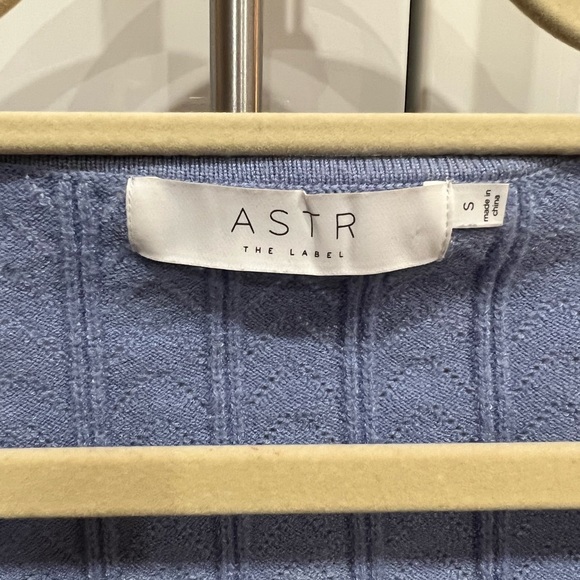 ASTR
THE LABEL
S
made in
china